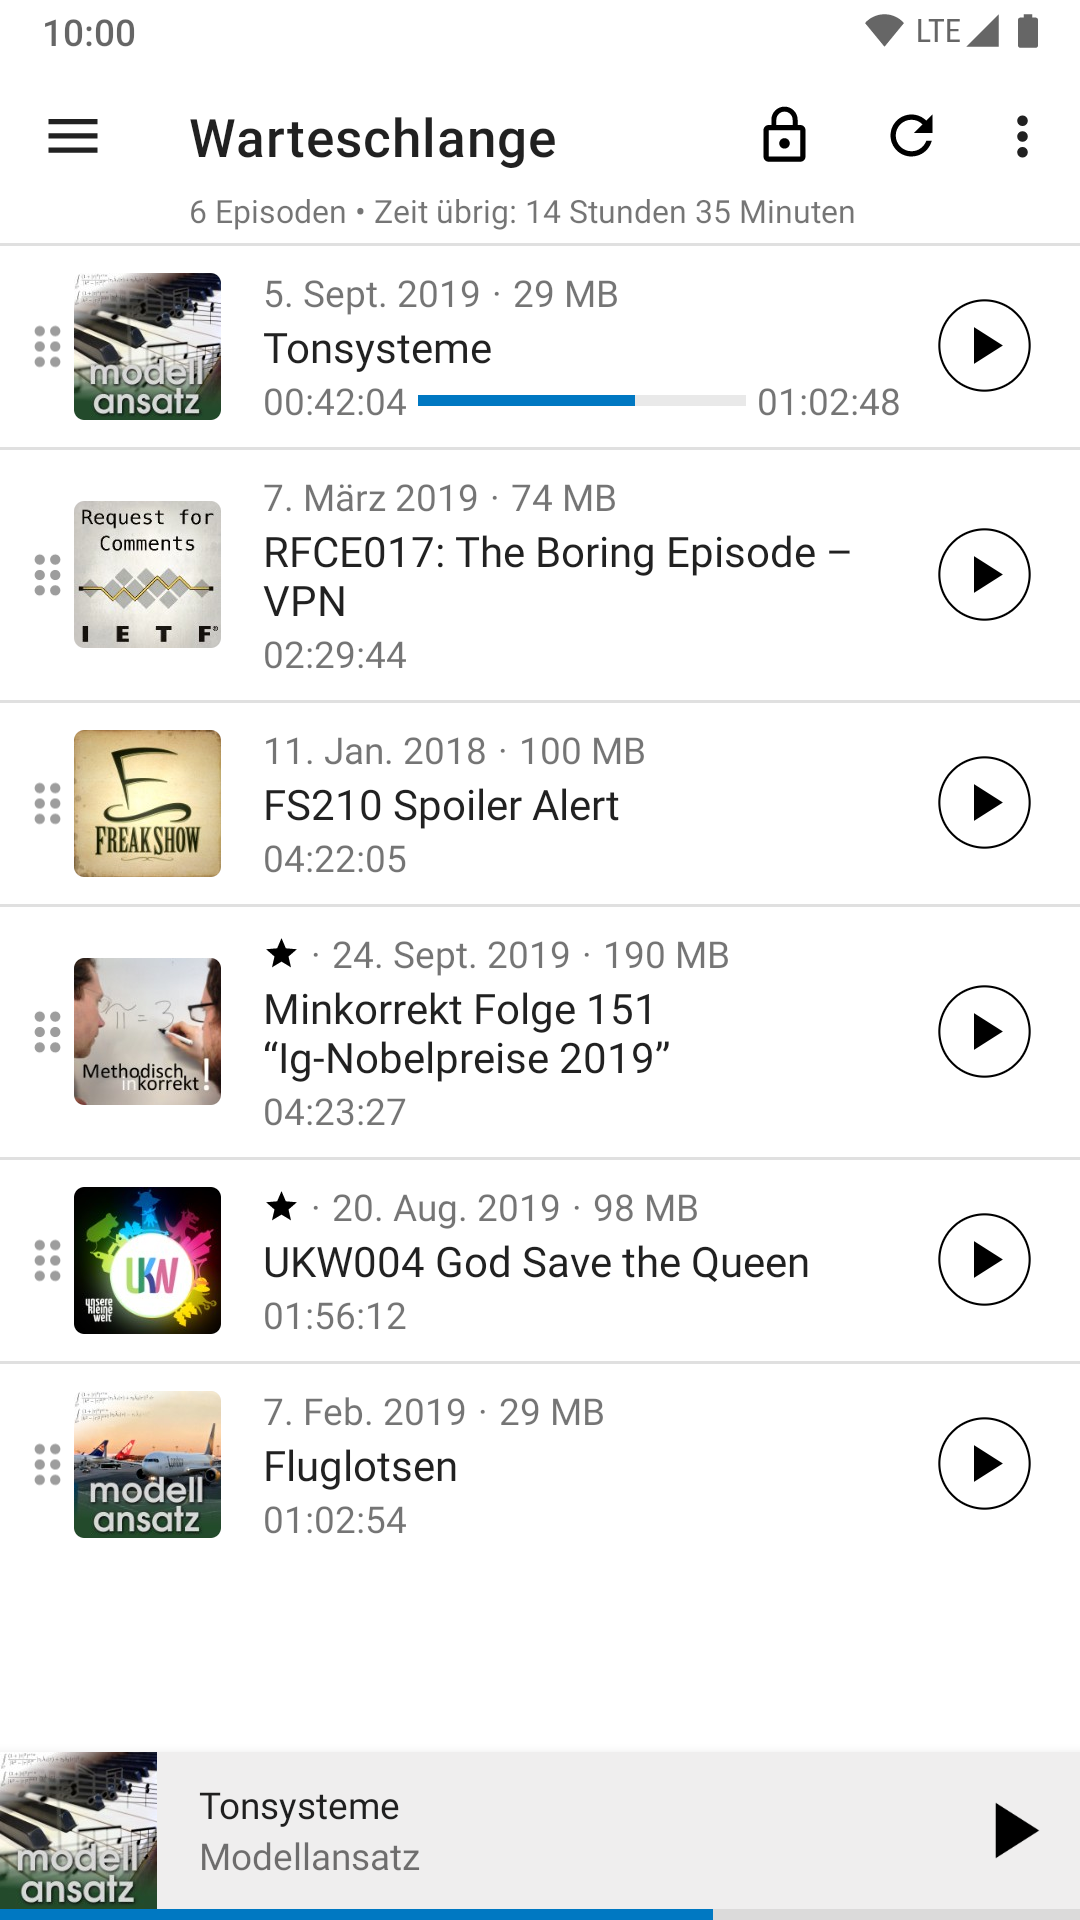 10:00 LTE
Warteschlange
6 Episoden • Zeit übrig: 14 Stunden 35 Minuten
modell
ansatz
5. Sept. 2019 · 29 MB
Tonsysteme
00:42:04 01:02:48
Request for
Comments
I E T F®
7. März 2019 · 74 MB
RFCE017: The Boring Episode –
VPN
02:29:44
FREAK SHOW
11. Jan. 2018 · 100 MB
FS210 Spoiler Alert
04:22:05
π = 3
Methodisch
inkorrekt!
★ · 24. Sept. 2019 · 190 MB
Minkorrekt Folge 151
“Ig-Nobelpreise 2019”
04:23:27
UKW
unsere
kleine
welt
★ · 20. Aug. 2019 · 98 MB
UKW004 God Save the Queen
01:56:12
modell
ansatz
7. Feb. 2019 · 29 MB
Fluglotsen
01:02:54
modell
ansatz
Tonsysteme
Modellansatz